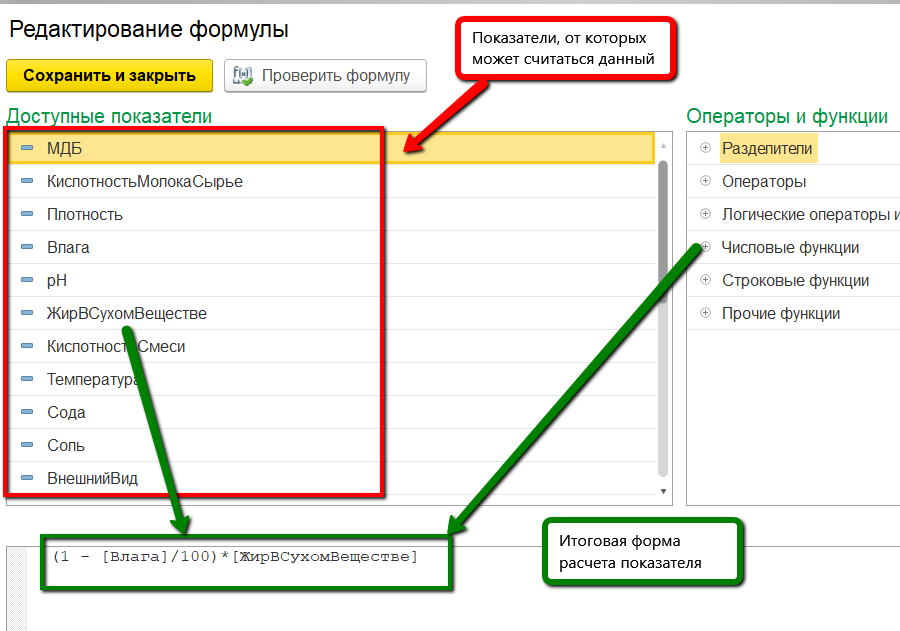 Редактирование формулы
Показатели, от которых
может считаться данный
Сохранить и закрыть
Проверить формулу
Доступные показатели
МДБ
КислотностьМолокаСырье
Плотность
Влага
pH
ЖирВСухомВеществе
КислотностьСмеси
Температура
Сода
Соль
ВнешнийВид
Операторы и функции
Разделители
Операторы
Логические операторы и
Числовые функции
Строковые функции
Прочие функции
(1 - [Влага]/100)*[ЖирВСухомВеществе]
Итоговая форма
расчета показателя